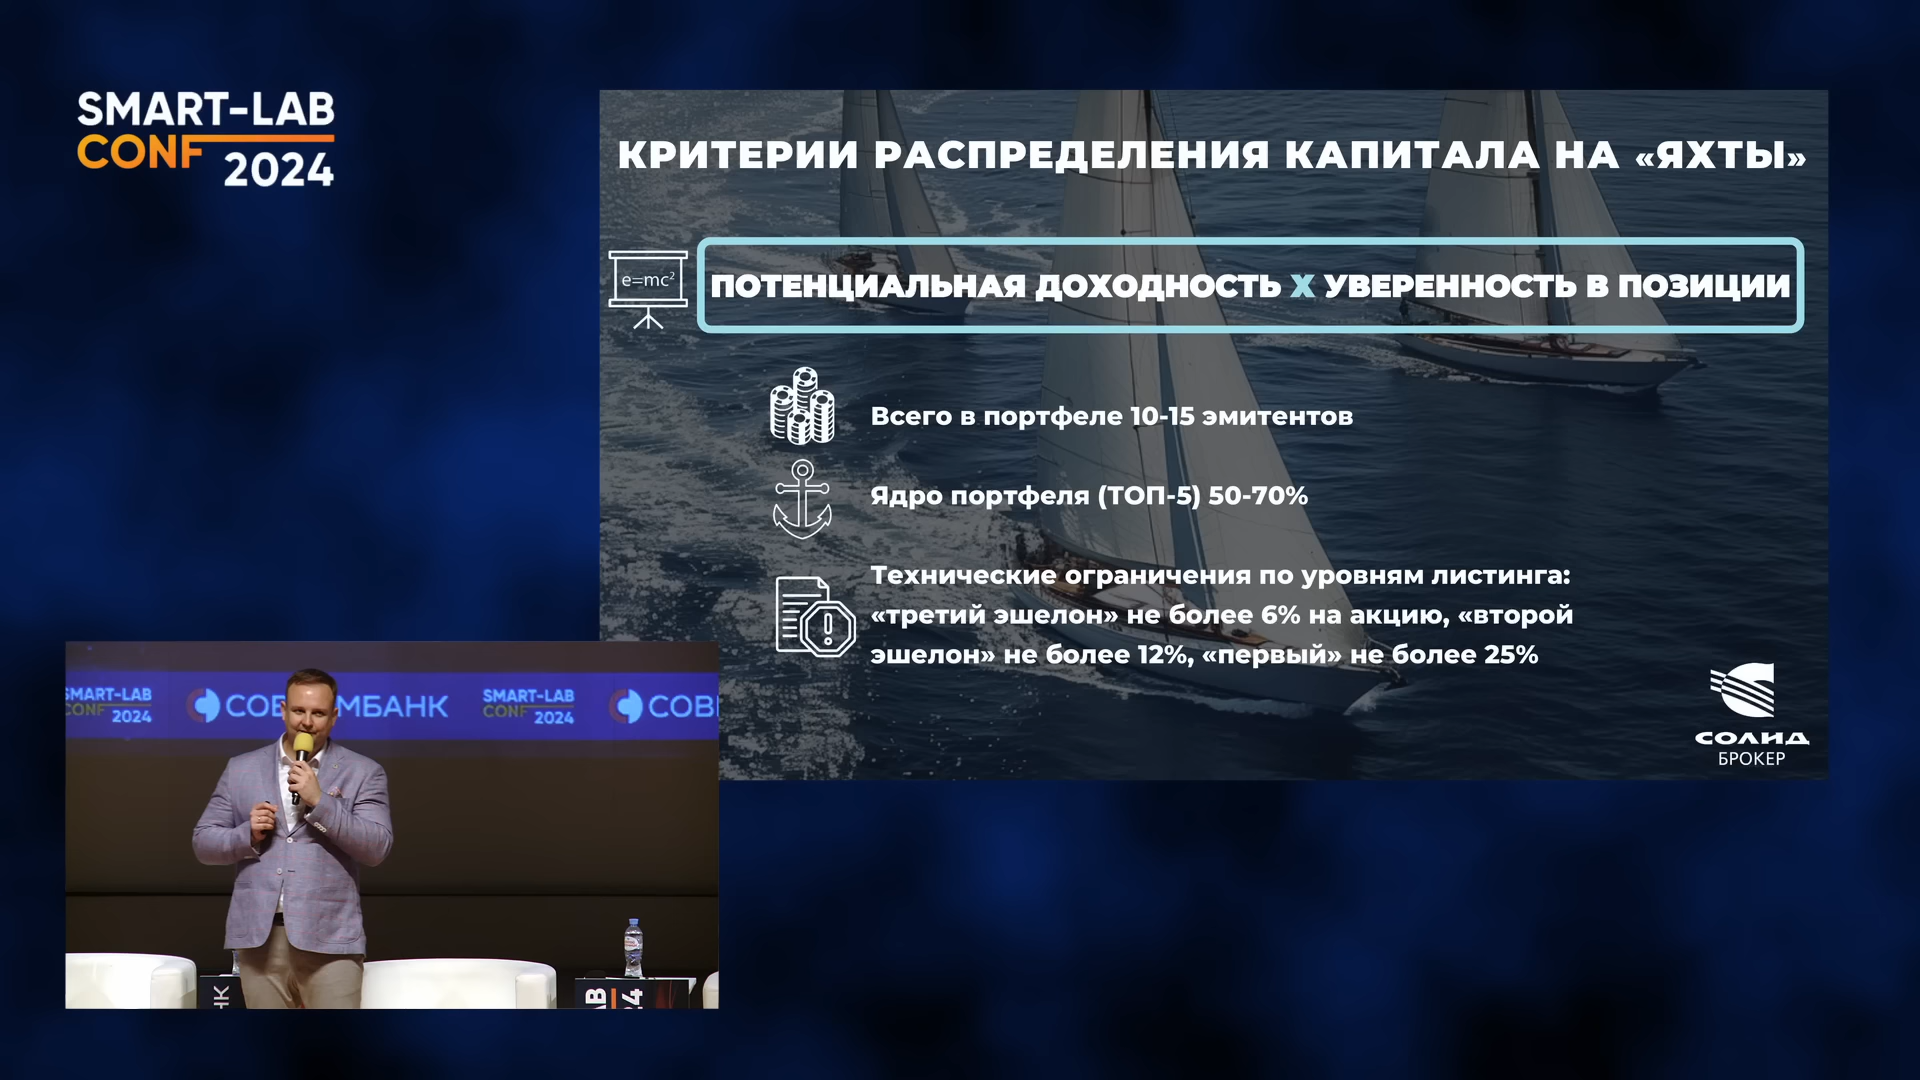 SMART-LAB
CONF
2024
КРИТЕРИИ РАСПРЕДЕЛЕНИЯ КАПИТАЛА НА «ЯХТЫ»
e=mc²
ПОТЕНЦИАЛЬНАЯ ДОХОДНОСТЬ X УВЕРЕННОСТЬ В ПОЗИЦИИ
Всего в портфеле 10-15 эмитентов
Ядро портфеля (ТОП-5) 50-70%
Технические ограничения по уровням листинга:
«третий эшелон» не более 6% на акцию, «второй
эшелон» не более 12%, «первый» не более 25%
СОЛИД
БРОКЕР
SMART-LAB
CONF
2024
СОВ МБАНК
SMART-LAB
CONF
2024
СОВ
НК
АВ
24